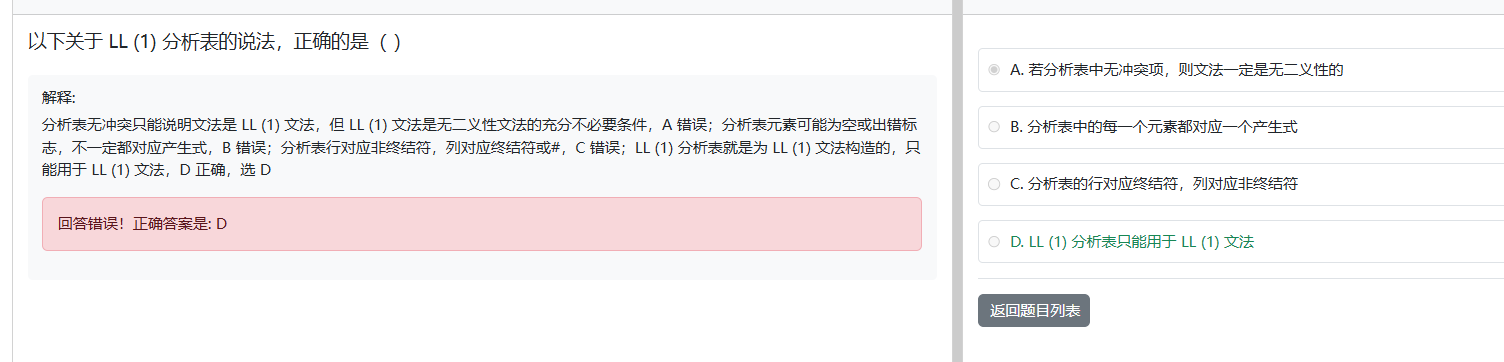 以下关于 LL (1) 分析表的说法，正确的是（ ）
解释:
分析表无冲突只能说明文法是 LL (1) 文法，但 LL (1) 文法是无二义性文法的充分不必要条件，A 错误；分析表元素可能为空或出错标
志，不一定都对应产生式，B 错误；分析表行对应非终结符，列对应终结符或#，C 错误；LL (1) 分析表就是为 LL (1) 文法构造的，只
能用于 LL (1) 文法，D 正确，选 D
回答错误！正确答案是: D
A. 若分析表中无冲突项，则文法一定是无二义性的
B. 分析表中的每一个元素都对应一个产生式
C. 分析表的行对应终结符，列对应非终结符
D. LL (1) 分析表只能用于 LL (1) 文法
返回题目列表